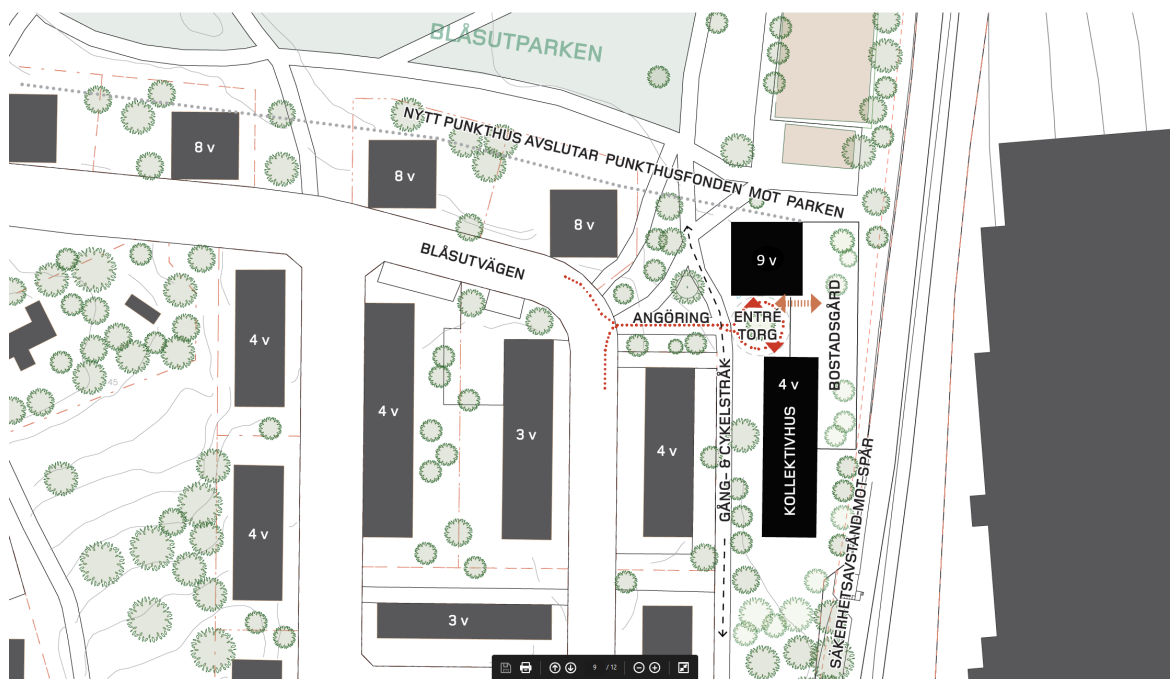 BLÅSUTPARKEN
NYTT PUNKTHUS AVSLUTAR PUNKTHUSFONDEN MOT PARKEN
8 v
8 v
8 v
BLÅSUTVÄGEN
9 v
ANGÖRING
ENTRÉ
TORG
BOSTADSGÅRD
4 v
4 v
3 v
4 v
4 v
KOLLEKTIVHUS
GÅNG- & CYKELSTRÅK
SÄKERHETSAVSTÅND MOT SPÅR
45
4 v
3 v
9 / 12